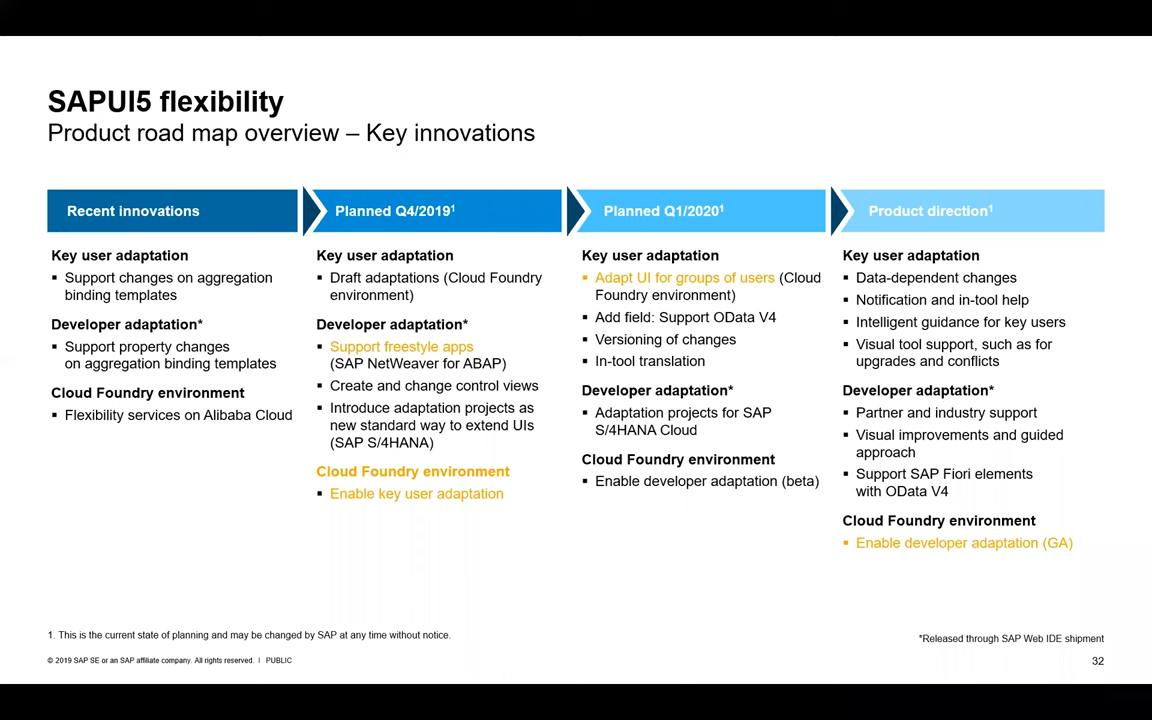 SAPUI5 flexibility
Product road map overview – Key innovations
Recent innovations
Key user adaptation
▪ Support changes on aggregation
binding templates
Developer adaptation*
▪ Support property changes
on aggregation binding templates
Cloud Foundry environment
▪ Flexibility services on Alibaba Cloud
Planned Q4/2019¹
Key user adaptation
▪ Draft adaptations (Cloud Foundry
environment)
Developer adaptation*
▪ Support freestyle apps
(SAP NetWeaver for ABAP)
▪ Create and change control views
▪ Introduce adaptation projects as
new standard way to extend UIs
(SAP S/4HANA)
Cloud Foundry environment
▪ Enable key user adaptation
Planned Q1/2020¹
Key user adaptation
▪ Adapt UI for groups of users (Cloud
Foundry environment)
▪ Add field: Support OData V4
▪ Versioning of changes
▪ In-tool translation
Developer adaptation*
▪ Adaptation projects for SAP
S/4HANA Cloud
Cloud Foundry environment
▪ Enable developer adaptation (beta)
Product direction¹
Key user adaptation
▪ Data-dependent changes
▪ Notification and in-tool help
▪ Intelligent guidance for key users
▪ Visual tool support, such as for
upgrades and conflicts
Developer adaptation*
▪ Partner and industry support
▪ Visual improvements and guided
approach
▪ Support SAP Fiori elements
with OData V4
Cloud Foundry environment
▪ Enable developer adaptation (GA)
1. This is the current state of planning and may be changed by SAP at any time without notice.
*Released through SAP Web IDE shipment
© 2019 SAP SE or an SAP affiliate company. All rights reserved. ǀ PUBLIC
32